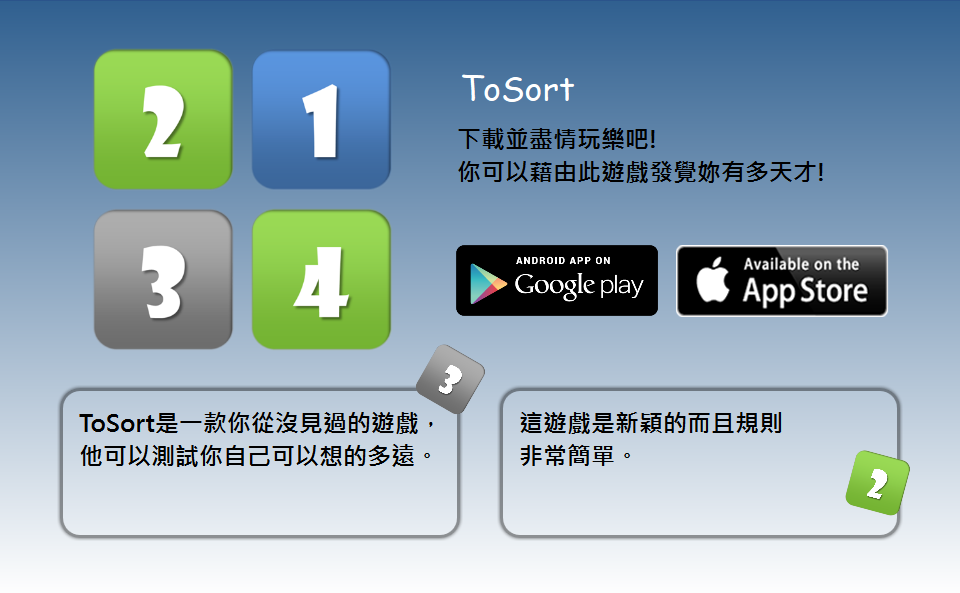 2 1
ToSort
下載並盡情玩樂吧!
你可以藉由此遊戲發覺妳有多天才!
3 4
ANDROID APP ON
Google play
Available on the
App Store
3
ToSort是一款你從沒見過的遊戲，
他可以測試你自己可以想的多遠。
這遊戲是新穎的而且規則
非常簡單。
2